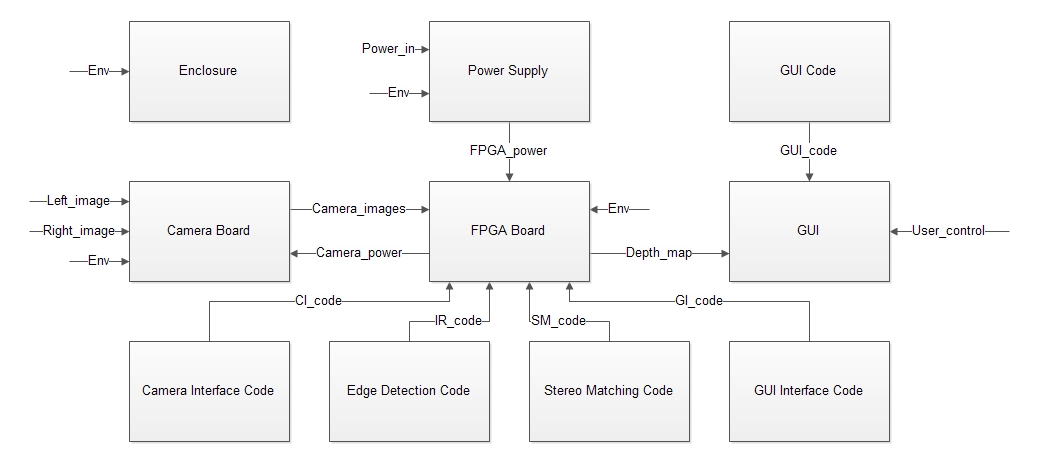 Power_in
Env
Enclosure
Power Supply
GUI Code
Env
FPGA_power
GUI_code
Left_image
Camera_images
Env
Right_image
Camera Board
FPGA Board
GUI
User_control
Env
Camera_power
Depth_map
CI_code
GI_code
IR_code
SM_code
Camera Interface Code
Edge Detection Code
Stereo Matching Code
GUI Interface Code